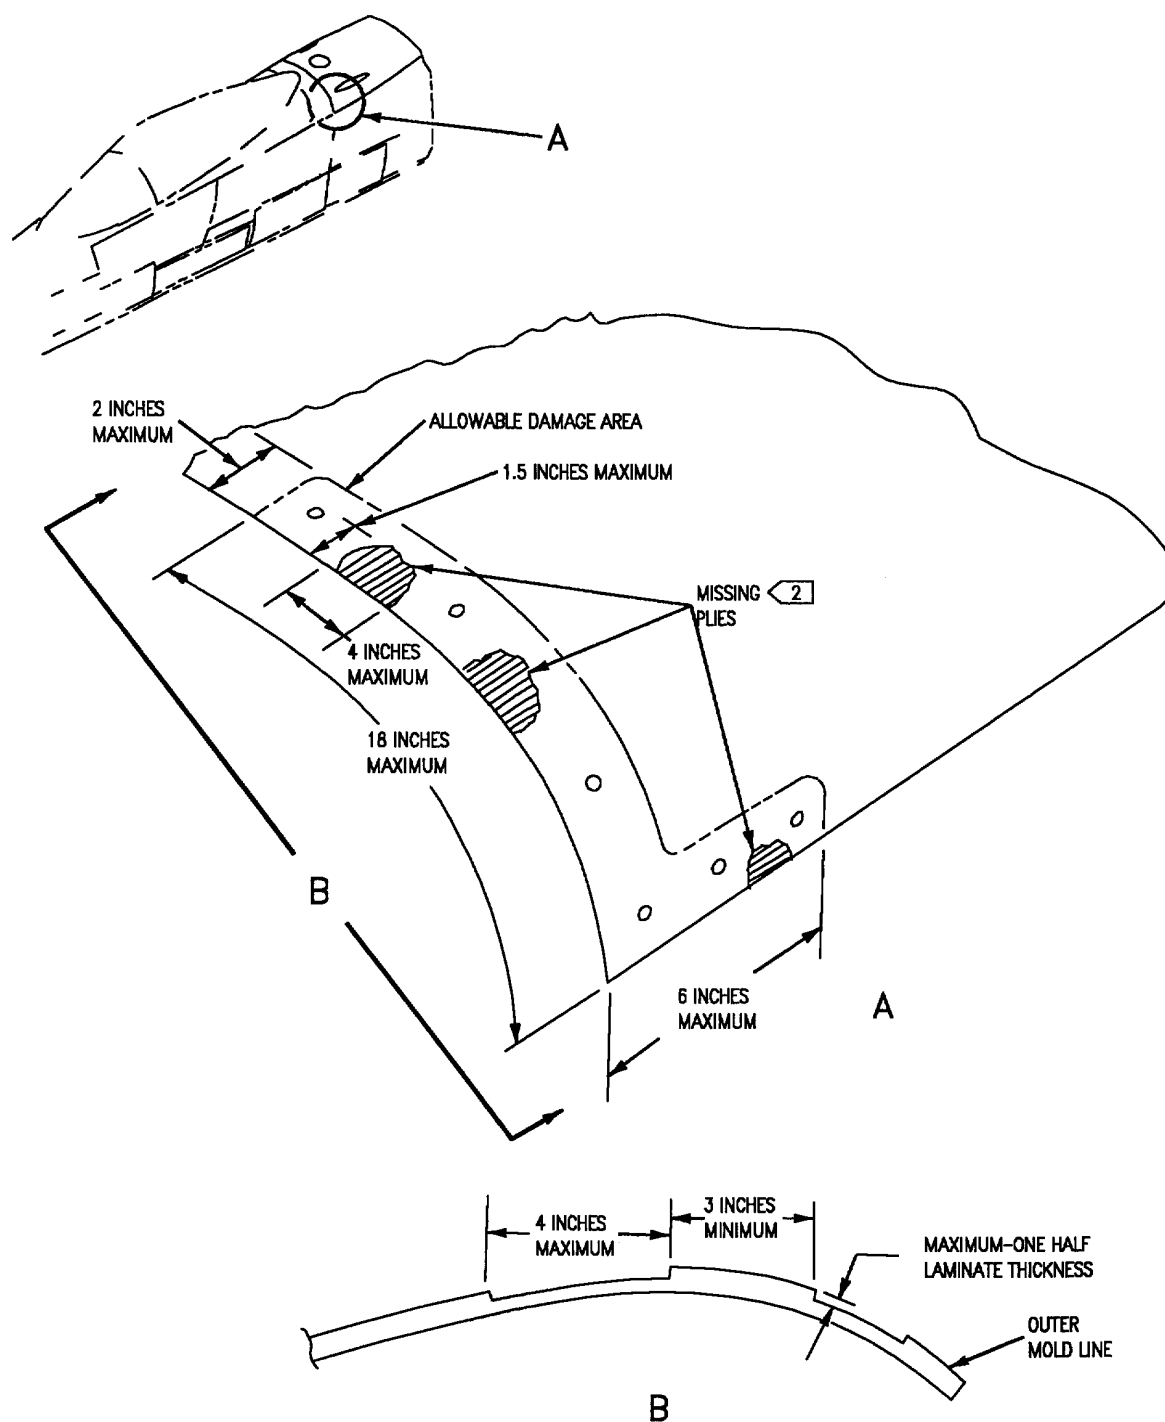 A
2 INCHES
MAXIMUM
ALLOWABLE DAMAGE AREA
1.5 INCHES MAXIMUM
MISSING 2
PLIES
4 INCHES
MAXIMUM
18 INCHES
MAXIMUM
B
6 INCHES
MAXIMUM
A
4 INCHES
MAXIMUM
3 INCHES
MINIMUM
MAXIMUM-ONE HALF
LAMINATE THICKNESS
OUTER
MOLD LINE
B